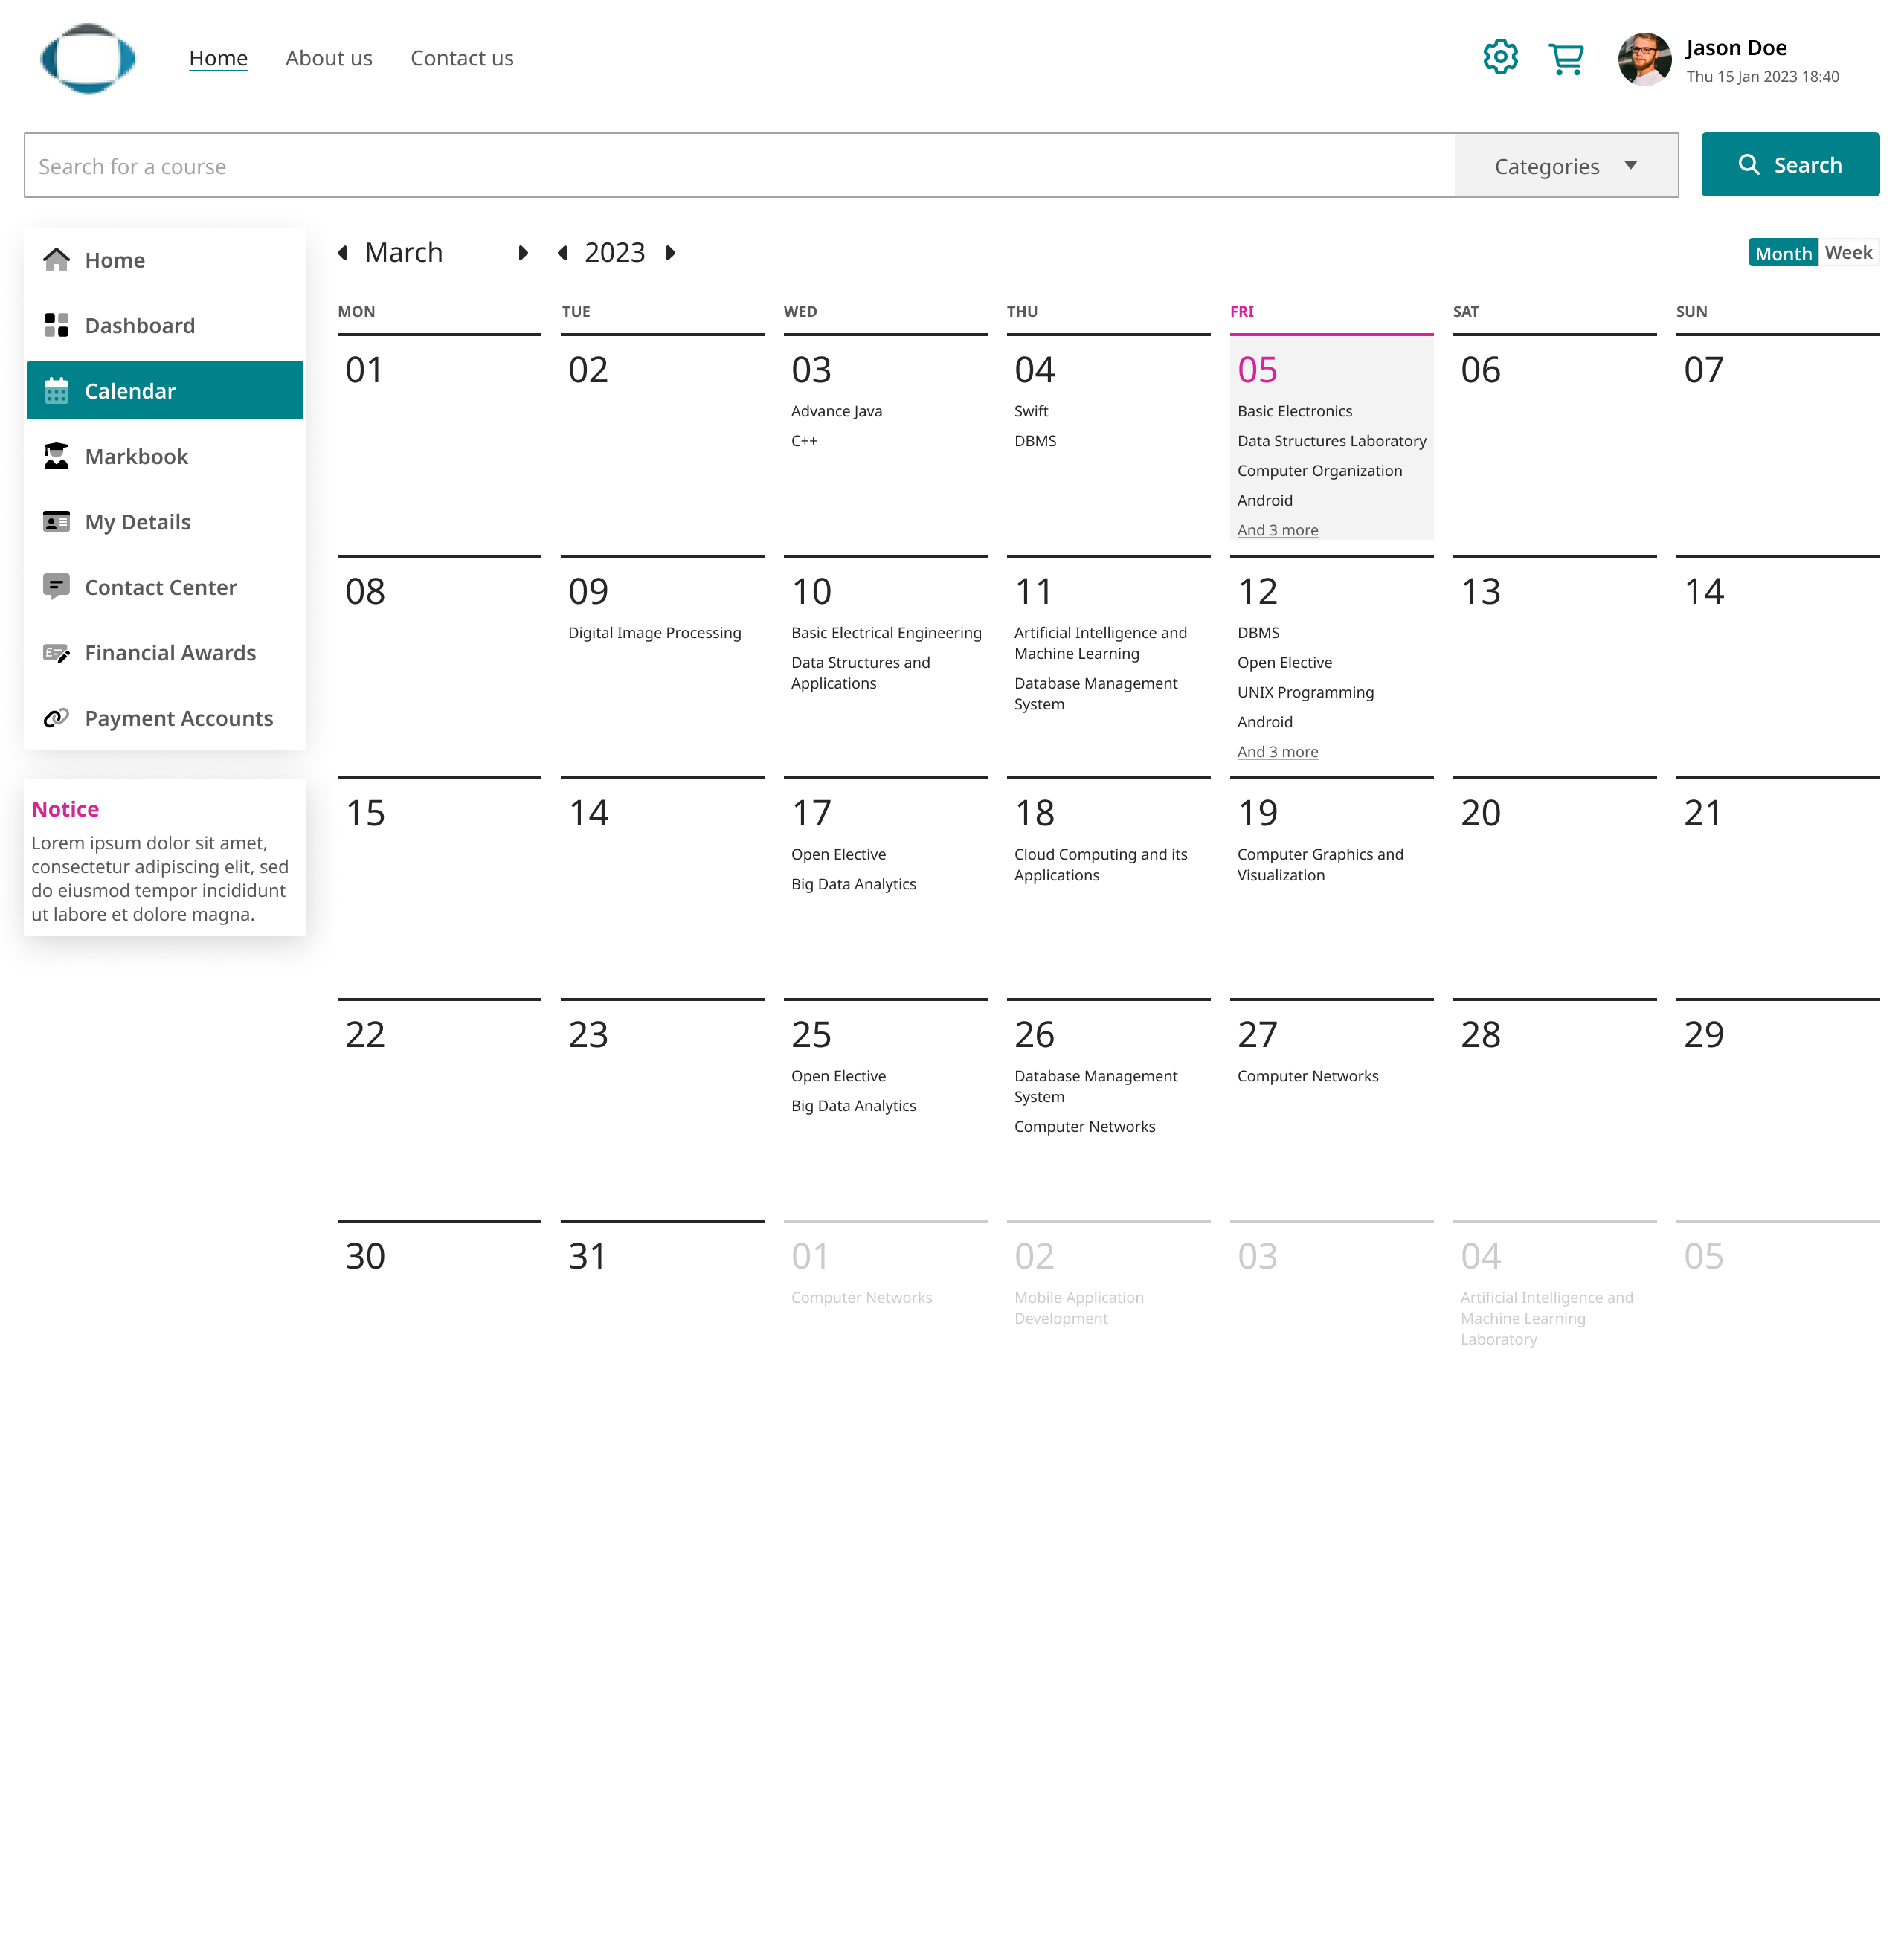 Home About us Contact us
Jason Doe
Thu 15 Jan 2023 18:40
Search for a course
Categories
Search
Home
Dashboard
Calendar
Markbook
My Details
Contact Center
Financial Awards
Payment Accounts
Notice
Lorem ipsum dolor sit amet,
consectetur adipiscing elit, sed
do eiusmod tempor incididunt
ut labore et dolore magna.
March 2023
Month Week
MON TUE WED THU FRI SAT SUN
01
02
03
Advance Java
C++
04
Swift
DBMS
05
Basic Electronics
Data Structures Laboratory
Computer Organization
Android
And 3 more
06
07
08
09
Digital Image Processing
10
Basic Electrical Engineering
Data Structures and
Applications
11
Artificial Intelligence and
Machine Learning
Database Management
System
12
DBMS
Open Elective
UNIX Programming
Android
And 3 more
13
14
15
14
17
Open Elective
Big Data Analytics
18
Cloud Computing and its
Applications
19
Computer Graphics and
Visualization
20
21
22
23
25
Open Elective
Big Data Analytics
26
Database Management
System
Computer Networks
27
Computer Networks
28
29
30
31
01
Computer Networks
02
Mobile Application
Development
03
04
Artificial Intelligence and
Machine Learning
Laboratory
05